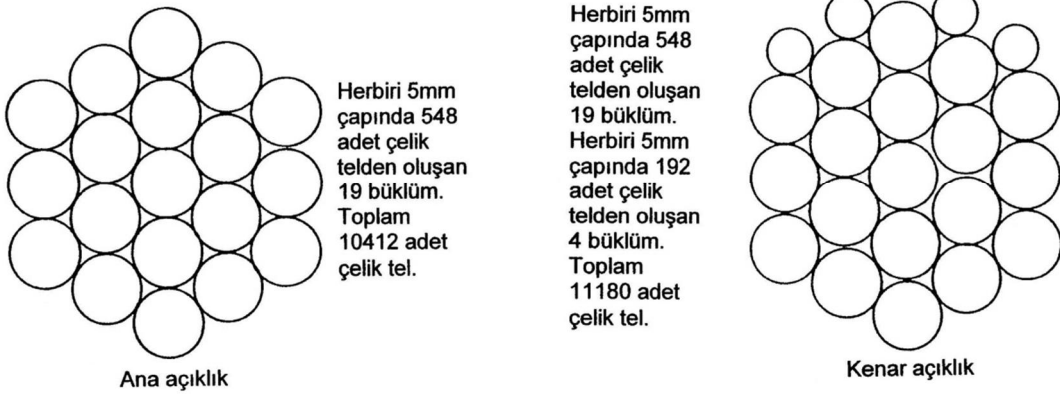 Herbiri 5mm
çapında 548
adet çelik
telden oluşan
19 büklüm.
Toplam
10412 adet
çelik tel.
Ana açıklık
Herbiri 5mm
çapında 548
adet çelik
telden oluşan
19 büklüm.
Herbiri 5mm
çapında 192
adet çelik
telden oluşan
4 büklüm.
Toplam
11180 adet
çelik tel.
Kenar açıklık